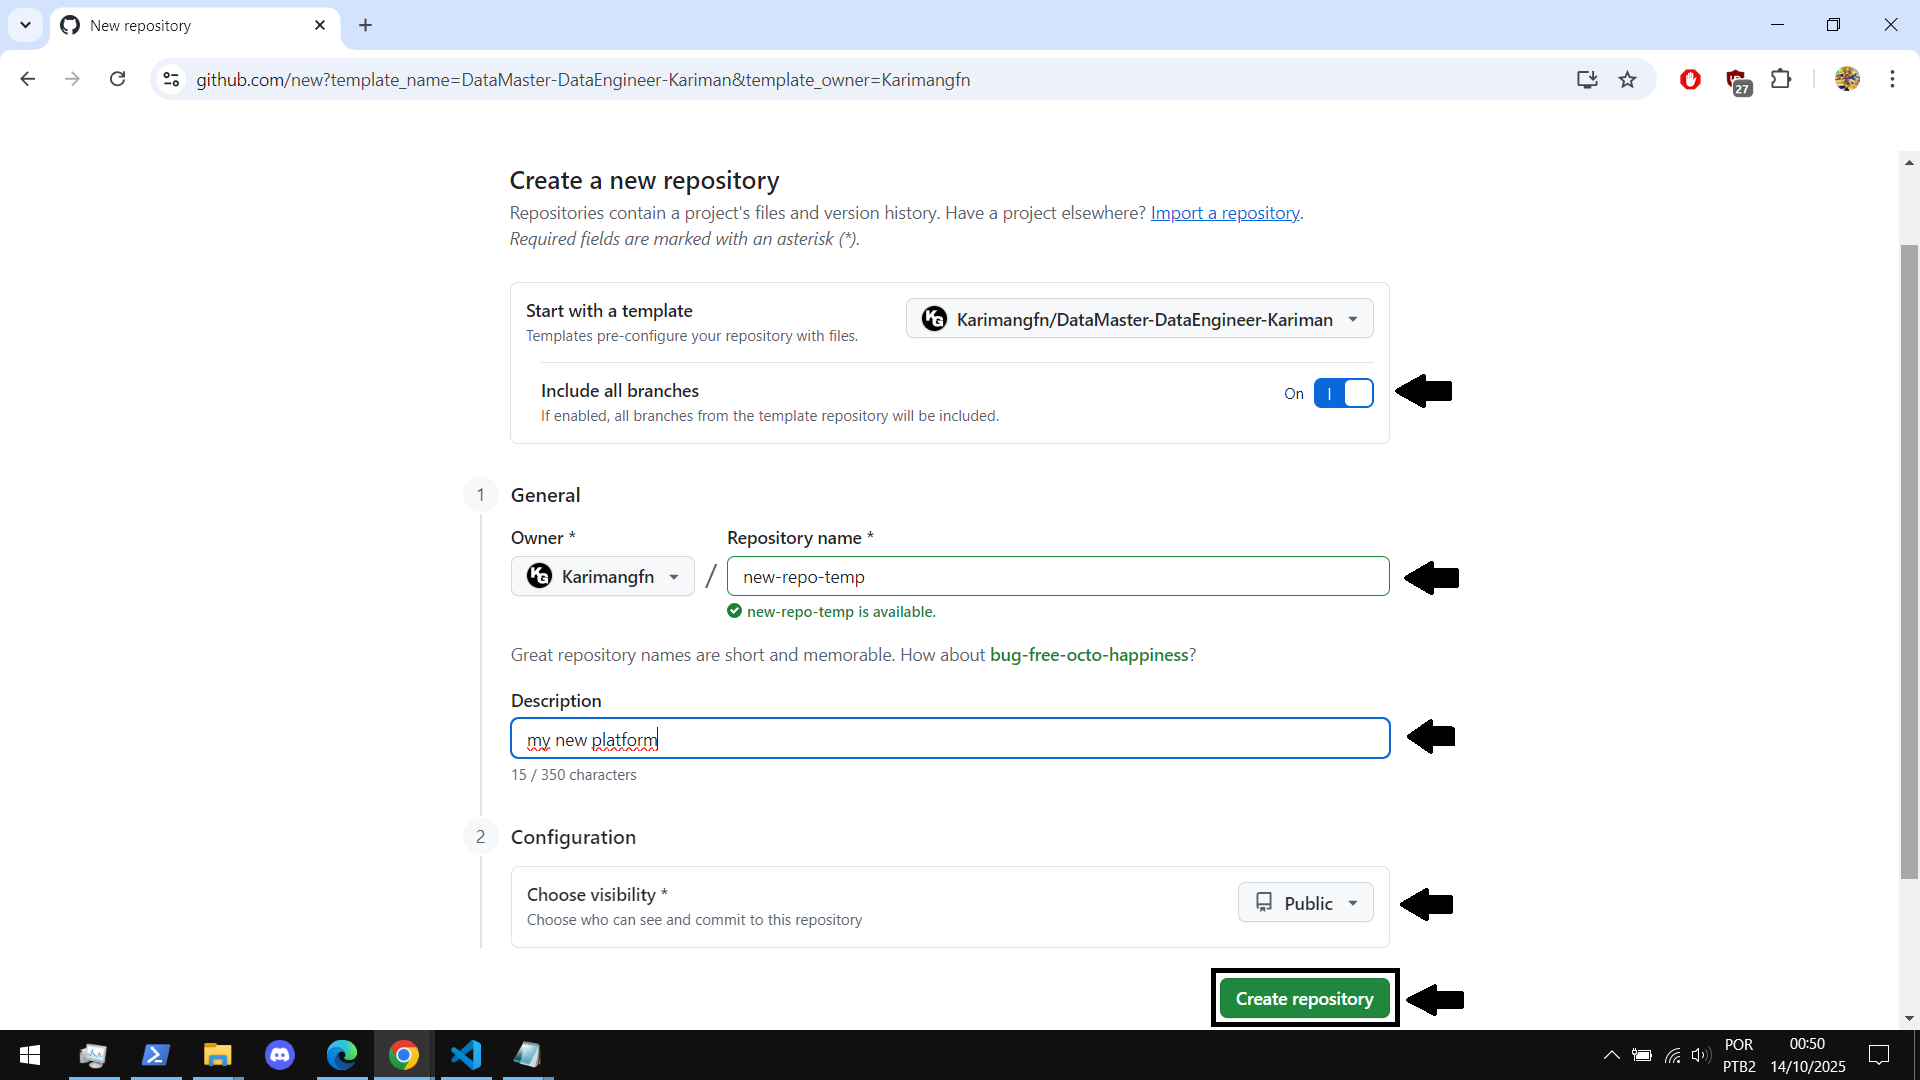 New repository
github.com/new?template_name=DataMaster-DataEngineer-Kariman&template_owner=Karimangfn
27
Create a new repository
Repositories contain a project's files and version history. Have a project elsewhere? Import a repository.
Required fields are marked with an asterisk (*).
Start with a template
Templates pre-configure your repository with files.
KG Karimangfn/DataMaster-DataEngineer-Kariman
Include all branches
If enabled, all branches from the template repository will be included.
On
1 General
Owner *
Repository name *
KG Karimangfn / new-repo-temp
new-repo-temp is available.
Great repository names are short and memorable. How about bug-free-octo-happiness?
Description
my new platform
15 / 350 characters
2 Configuration
Choose visibility *
Choose who can see and commit to this repository
Public
Create repository
POR
PTB2
00:50
14/10/2025